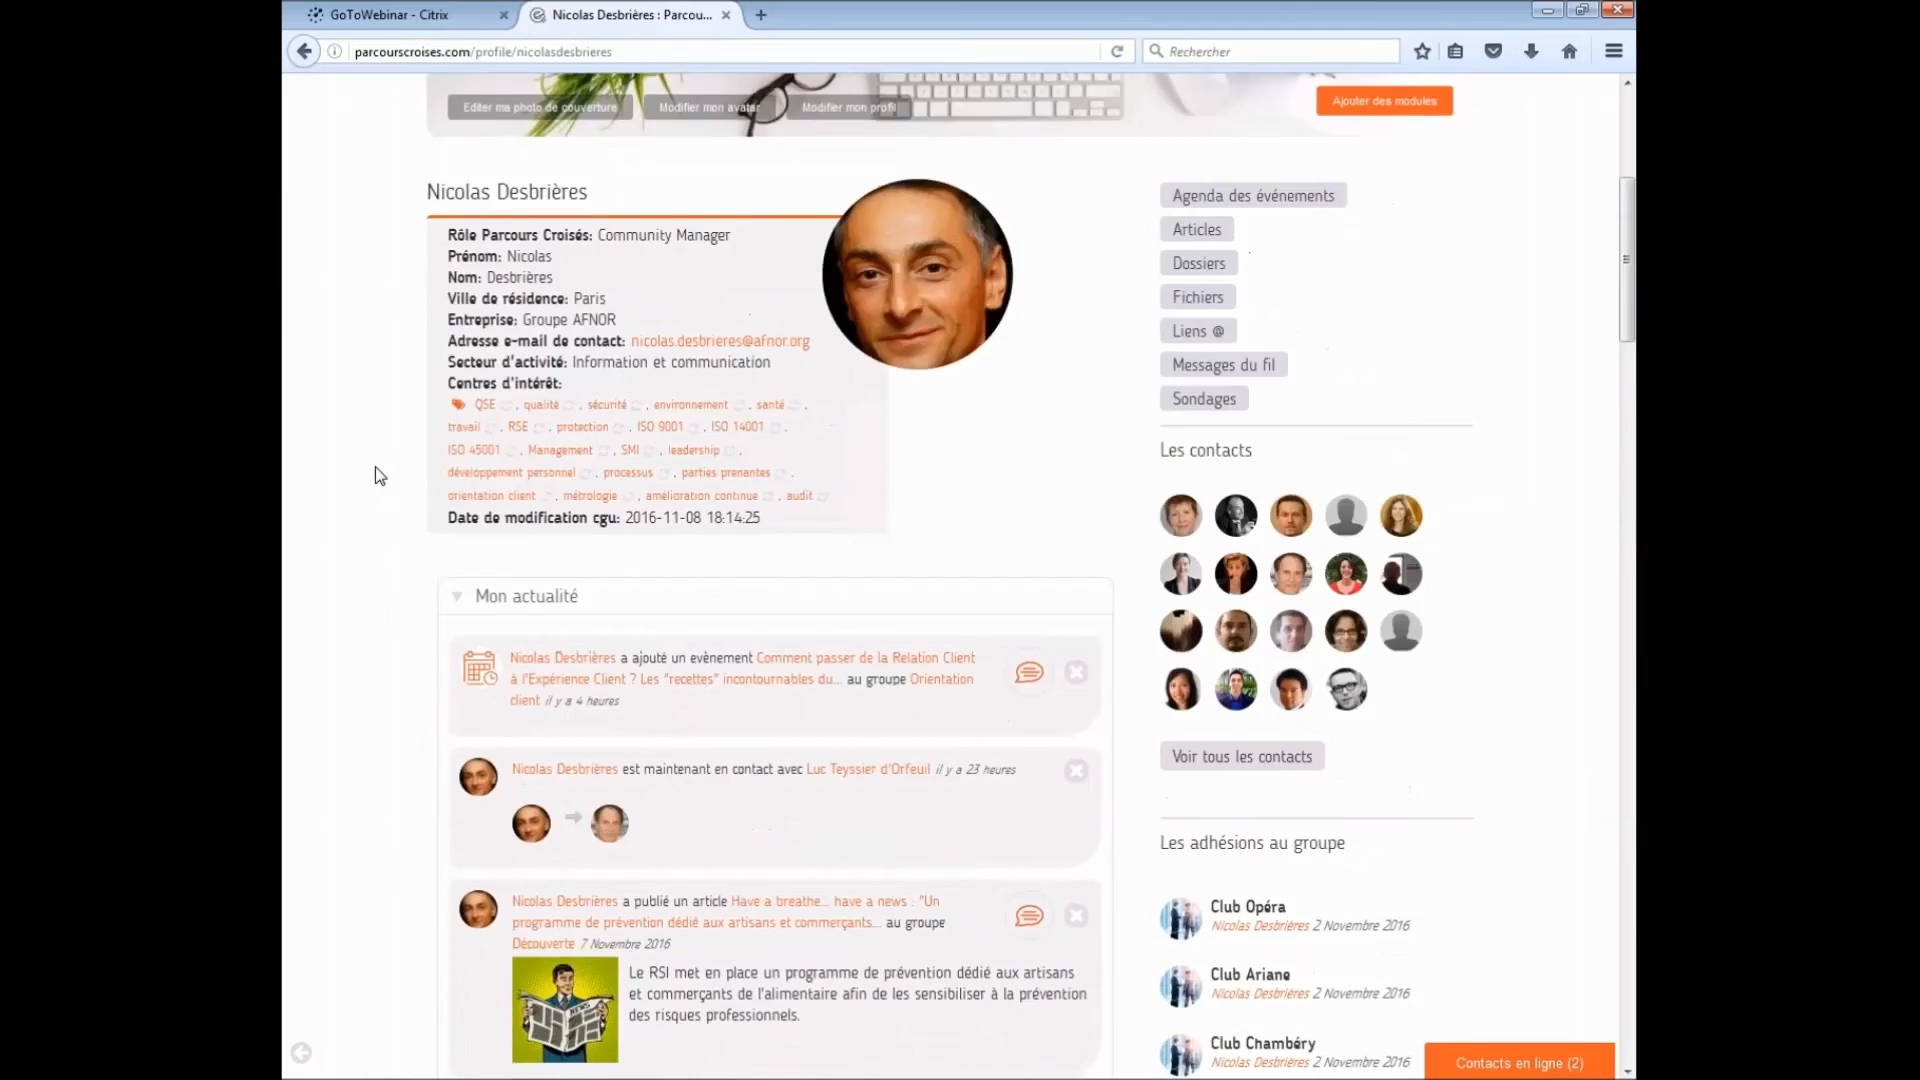 GoToWebinar - Citrix
Nicolas Desbrières : Parcou...
parcourscroises.com/profile/nicolasdesbrieres
Rechercher
Editer ma photo de couverture
Modifier mon avatar
Modifier mon profil
Ajouter des modules
Nicolas Desbrières
Rôle Parcours Croisés: Community Manager
Prénom: Nicolas
Nom: Desbrières
Ville de résidence: Paris
Entreprise: Groupe AFNOR
Adresse e-mail de contact: nicolas.desbrieres@afnor.org
Secteur d'activité: Information et communication
Centres d'intérêt:
QSE , qualité , sécurité , environnement , santé ,
travail , RSE , protection , ISO 9001 , ISO 14001 ,
ISO 45001 , Management , SMI , leadership ,
développement personnel , processus , parties prenantes ,
orientation client , métrologie , amélioration continue , audit
Date de modification cgu: 2016-11-08 18:14:25
Mon actualité
Nicolas Desbrières a ajouté un evènement Comment passer de la Relation Client
à l'Expérience Client ? Les "recettes" incontournables du... au groupe Orientation
client il y a 4 heures
Nicolas Desbrières est maintenant en contact avec Luc Teyssier d'Orfeuil il y a 23 heures
Nicolas Desbrières a publié un article Have a breathe... have a news : "Un
programme de prévention dédié aux artisans et commerçants... au groupe
Découverte 7 Novembre 2016
NEWS
Le RSI met en place un programme de prévention dédié aux artisans
et commerçants de l'alimentaire afin de les sensibiliser à la prévention
des risques professionnels.
Agenda des événements
Articles
Dossiers
Fichiers
Liens @
Messages du fil
Sondages
Les contacts
Voir tous les contacts
Les adhésions au groupe
Club Opéra
Nicolas Desbrières 2 Novembre 2016
Club Ariane
Nicolas Desbrières 2 Novembre 2016
Club Chambéry
Nicolas Desbrières 2 Novembre 2016
Contacts en ligne (2)